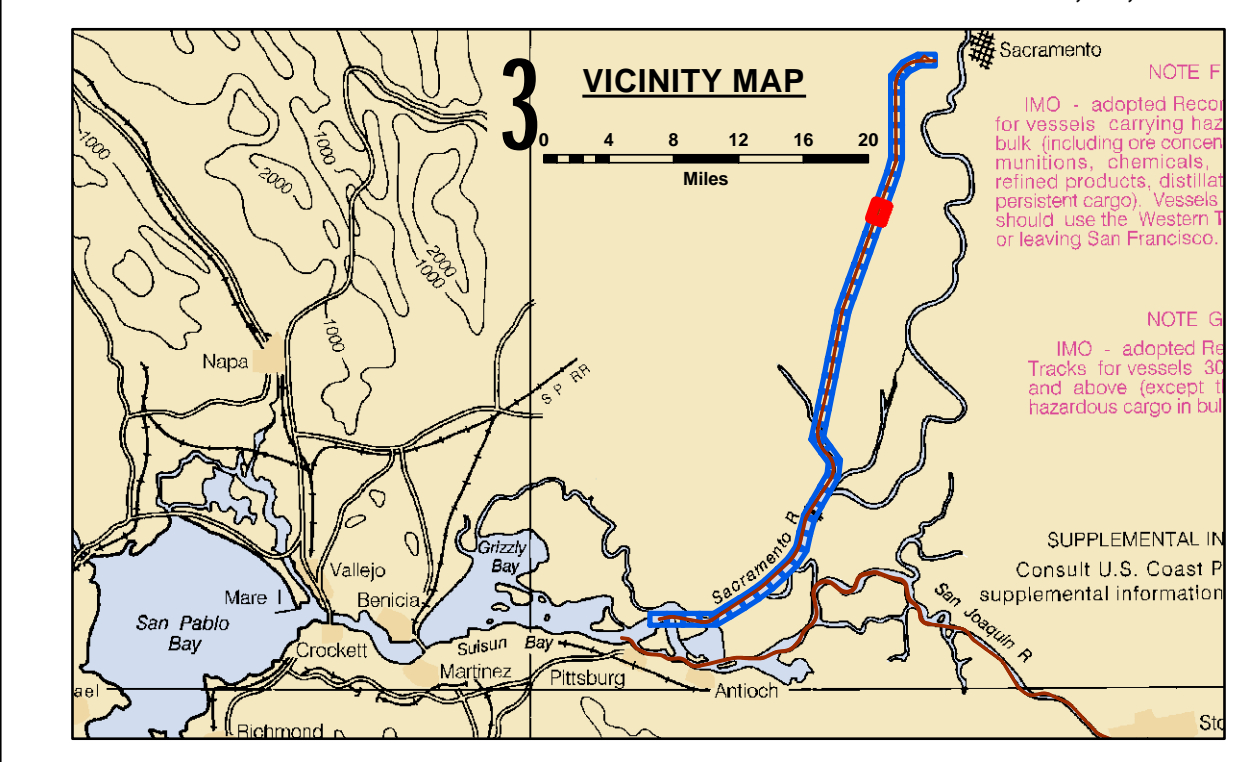 3
VICINITY MAP
0 4 8 12 16 20
Miles
Sacramento
NOTE F
IMO - adopted Recor
for vessels carrying haz
bulk (including ore concen
munitions, chemicals,
refined products, distillat
persistent cargo). Vessels
should use the Western T
or leaving San Francisco.
NOTE G
IMO - adopted Re
Tracks for vessels 30
and above (except t
hazardous cargo in bul
SUPPLEMENTAL IN
Consult U.S. Coast P
supplemental information
1000
1000
2000
2000
1000
1000
Napa
S P RR
Grizzly
Bay
Sacramento R
Vallejo
Mare I
Benicia
San Pablo
Bay
Crockett
Suisun Bay
Martinez
Pittsburg
Antioch
San Joaquin R
ael
Richmond
Sto